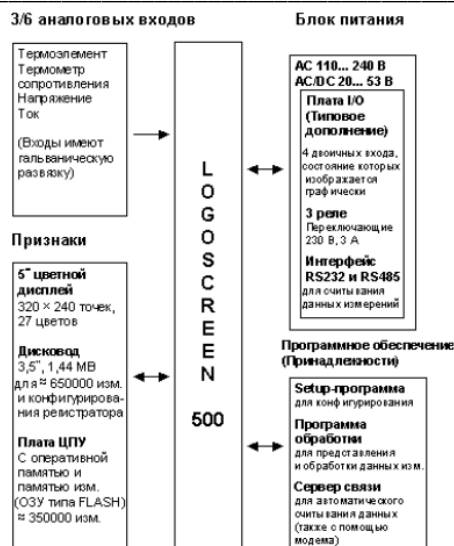 3/6 аналоговых входов
Термоэлемент
Термометр
сопротивления
Напряжение
Ток
(Входы имеют
гальваническую
развязку)
Признаки
5" цветной
дисплей
320 × 240 точек,
27 цветов
Дисковод
3,5", 1,44 МВ
для ≈ 650000 изм.
и конфигурирова-
ния регистратора
Плата ЦПУ
С оперативной
памятью и
памятью изм.
(ОЗУ типа FLASH)
≈ 350000 изм.
L
O
G
O
S
C
R
E
E
N
500
Блок питания
AC 110... 240 В
AC/DC 20... 53 В
Плата I/O
(Типовое
дополнение)
4 двоичных входа,
состояние которых
изображается
графически
3 реле
Переключающие
230 В, 3 А
Интерфейс
RS232 и RS485
для считывания
данных измерений
Программное обеспечение
(Принадлежности)
Setup-программа
для конфигурирования
Программа
обработки
для представления
и обработки данных изм.
Сервер связи
для автоматического
считывания данных
(также с помощью
модема)